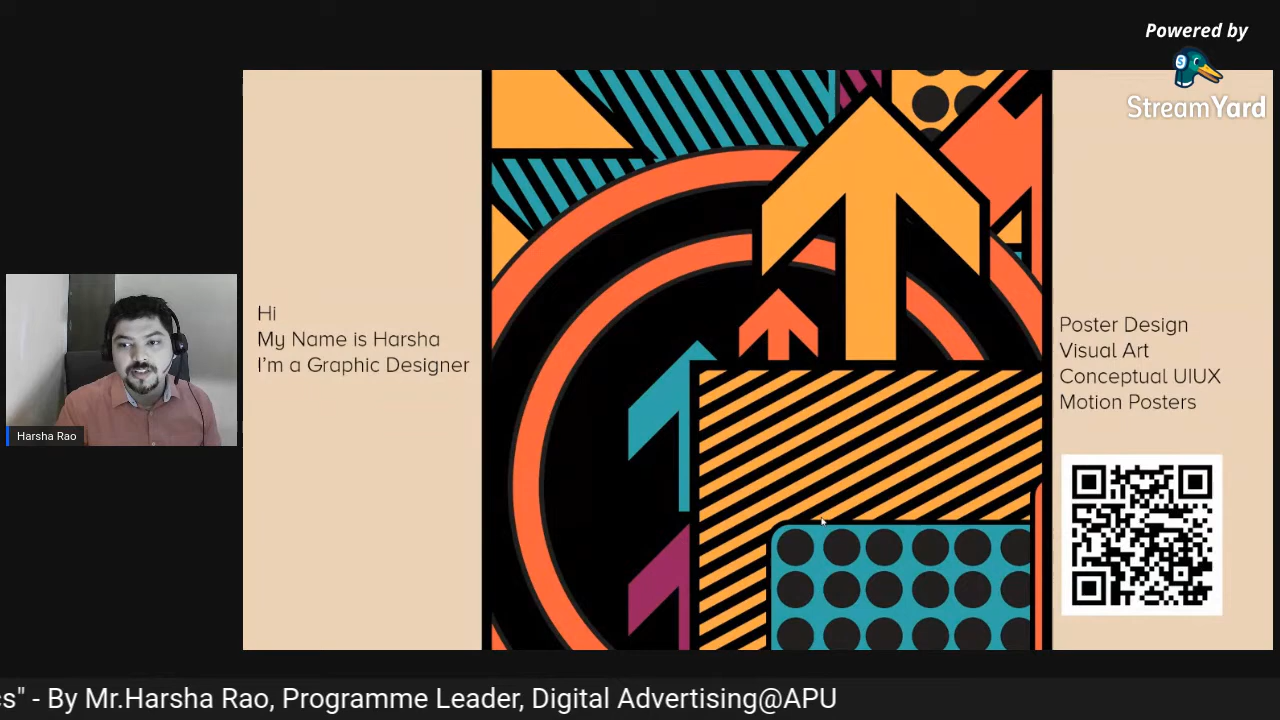 Powered by
StreamYard
Hi
My Name is Harsha
I'm a Graphic Designer
Poster Design
Visual Art
Conceptual UIUX
Motion Posters
Harsha Rao
s" - By Mr.Harsha Rao, Programme Leader, Digital Advertising@APU